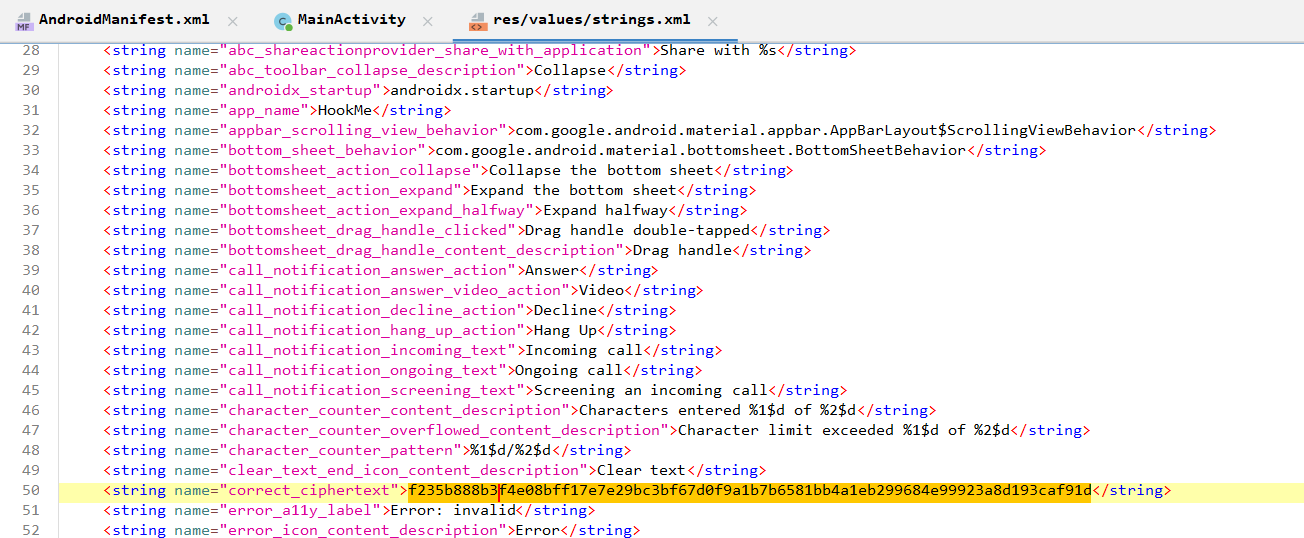 AndroidManifest.xml MainActivity res/values/strings.xml
28 <string name="abc_shareactionprovider_share_with_application">Share with %s</string>
29 <string name="abc_toolbar_collapse_description">Collapse</string>
30 <string name="androidx_startup">androidx.startup</string>
31 <string name="app_name">HookMe</string>
32 <string name="appbar_scrolling_view_behavior">com.google.android.material.appbar.AppBarLayout$ScrollingViewBehavior</string>
33 <string name="bottom_sheet_behavior">com.google.android.material.bottomsheet.BottomSheetBehavior</string>
34 <string name="bottomsheet_action_collapse">Collapse the bottom sheet</string>
35 <string name="bottomsheet_action_expand">Expand the bottom sheet</string>
36 <string name="bottomsheet_action_expand_halfway">Expand halfway</string>
37 <string name="bottomsheet_drag_handle_clicked">Drag handle double-tapped</string>
38 <string name="bottomsheet_drag_handle_content_description">Drag handle</string>
39 <string name="call_notification_answer_action">Answer</string>
40 <string name="call_notification_answer_video_action">Video</string>
41 <string name="call_notification_decline_action">Decline</string>
42 <string name="call_notification_hang_up_action">Hang Up</string>
43 <string name="call_notification_incoming_text">Incoming call</string>
44 <string name="call_notification_ongoing_text">Ongoing call</string>
45 <string name="call_notification_screening_text">Screening an incoming call</string>
46 <string name="character_counter_content_description">Characters entered %1$d of %2$d</string>
47 <string name="character_counter_overflowed_content_description">Character limit exceeded %1$d of %2$d</string>
48 <string name="character_counter_pattern">%1$d/%2$d</string>
49 <string name="clear_text_end_icon_content_description">Clear text</string>
50 <string name="correct_ciphertext">f235b888b3f4e08bff17e7e29bc3bf67d0f9a1b7b6581bb4a1eb299684e99923a8d193caf91d</string>
51 <string name="error_a11y_label">Error: invalid</string>
52 <string name="error_icon_content_description">Error</string>